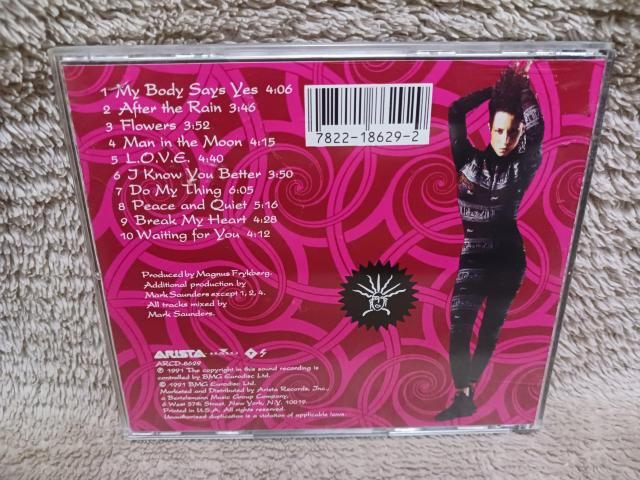 1 My Body Says Yes 4:06
2 After the Rain 3:46
3 Flowers 3:52
4 Man in the Moon 4:15
5 L.O.V.E. 4:40
6 I Know You Better 3:50
7 Do My Thing 6:05
8 Peace and Quiet 5:16
9 Break My Heart 4:28
10 Waiting for You 4:12
7822-18629-2
Produced by Magnus Frykberg.
Additional production by
Mark Saunders except 1, 2, 4.
All tracks mixed by
Mark Saunders.
ARISTA
ARCD-8629
℗ 1991 The copyright in this sound recording is
controlled by BMG Eurodisc Ltd.
© 1991 BMG Eurodisc Ltd.
Marketed and Distributed by Arista Records, Inc.,
a Bertelsmann Music Group Company,
6 West 57th Street, New York, N.Y. 10019.
Printed in U.S.A. All rights reserved.
Unauthorized duplication is a violation of applicable laws.